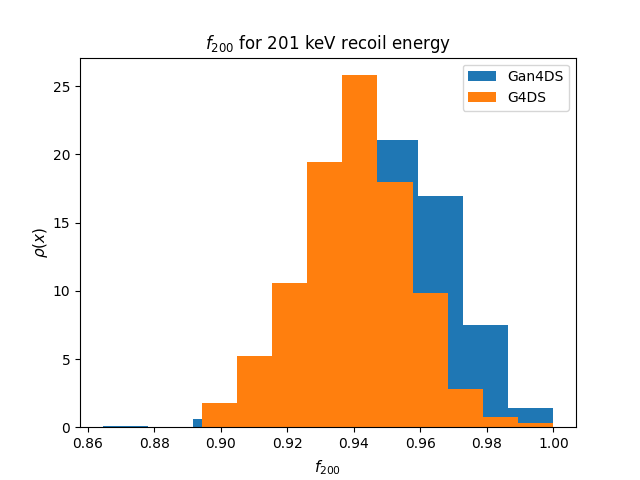 f₂₀₀ for 201 keV recoil energy
Gan4DS
G4DS
ρ(x)
25
20
15
10
5
0
0.86 0.88 0.90 0.92 0.94 0.96 0.98 1.00
f₂₀₀